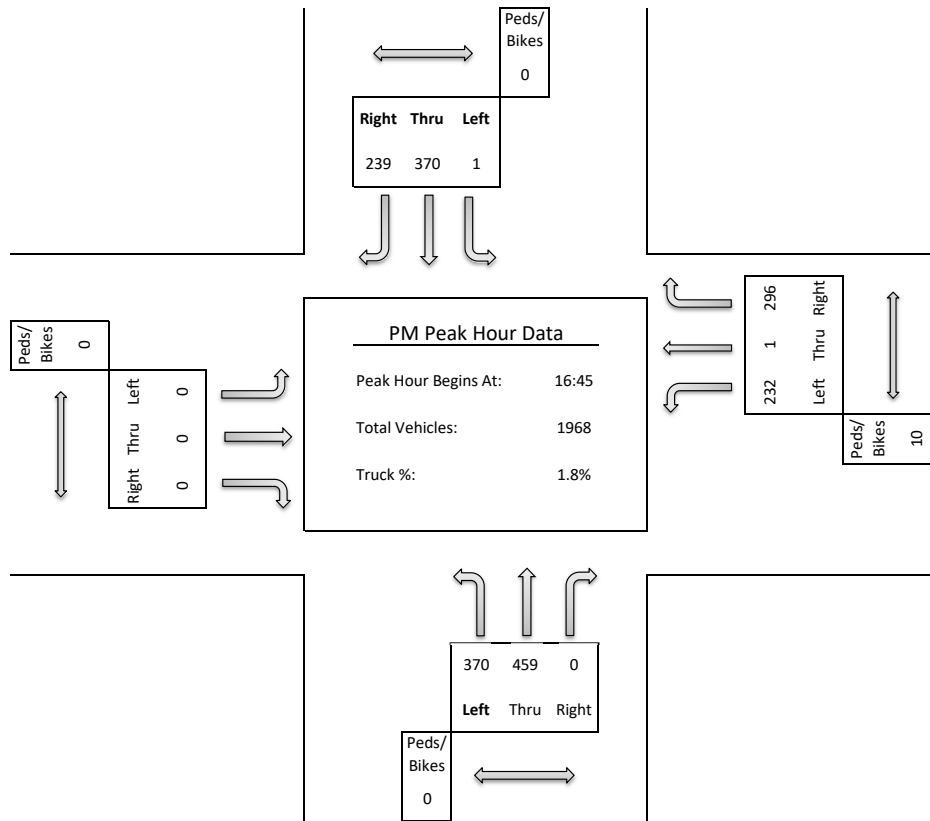 Peds/
Bikes
0
Right Thru Left
239 370 1
Peds/
Bikes
0
Left 0
Thru 0
Right 0
PM Peak Hour Data
Peak Hour Begins At: 16:45
Total Vehicles: 1968
Truck %: 1.8%
296 Right
1 Thru
232 Left
Peds/
Bikes
10
370 459 0
Left Thru Right
Peds/
Bikes
0